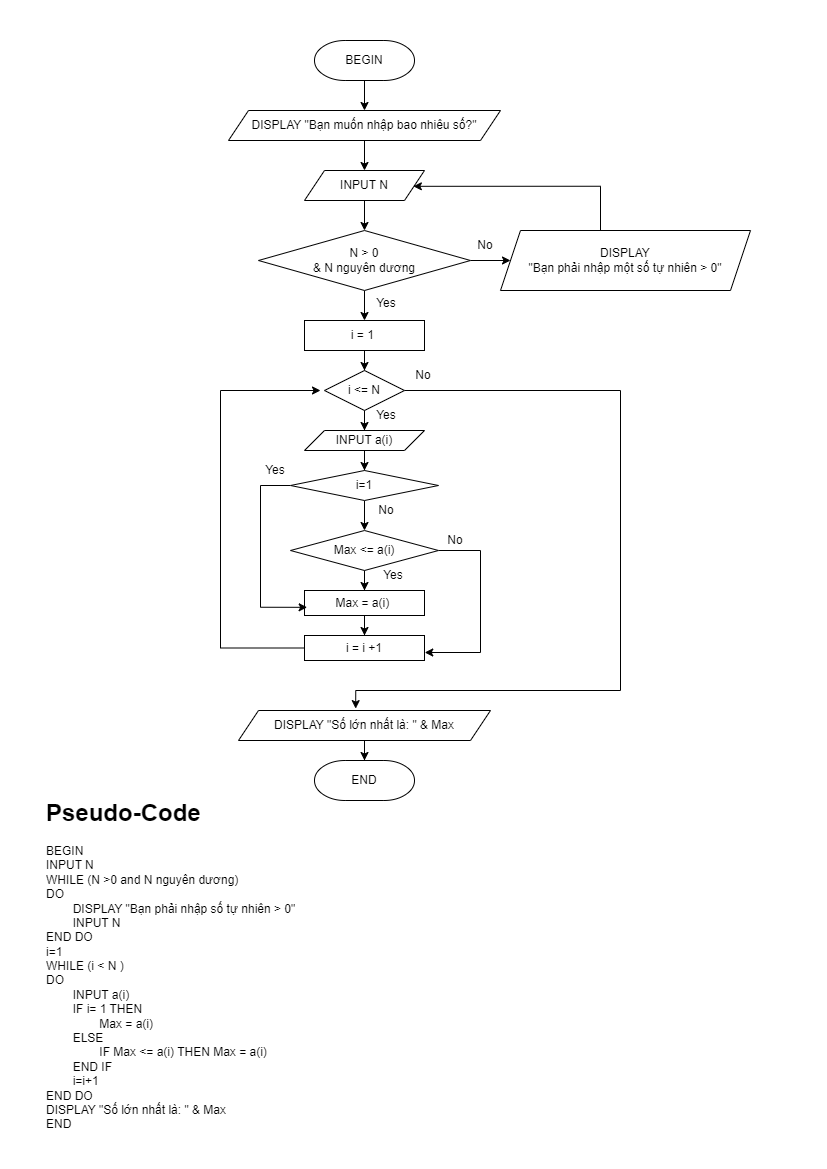 BEGIN
DISPLAY "Bạn muốn nhập bao nhiêu số?"
INPUT N
N > 0
& N nguyên dương
No
DISPLAY
"Bạn phải nhập một số tự nhiên > 0"
Yes
i = 1
No
i <= N
Yes
INPUT a(i)
Yes
i=1
No
No
Max <= a(i)
Yes
Max = a(i)
i = i +1
DISPLAY "Số lớn nhất là: " & Max
END
Pseudo-Code
BEGIN
INPUT N
WHILE (N >0 and N nguyên dương)
DO
DISPLAY "Bạn phải nhập số tự nhiên > 0"
INPUT N
END DO
i=1
WHILE (i < N )
DO
INPUT a(i)
IF i= 1 THEN
Max = a(i)
ELSE
IF Max <= a(i) THEN Max = a(i)
END IF
i=i+1
END DO
DISPLAY "Số lớn nhất là: " & Max
END